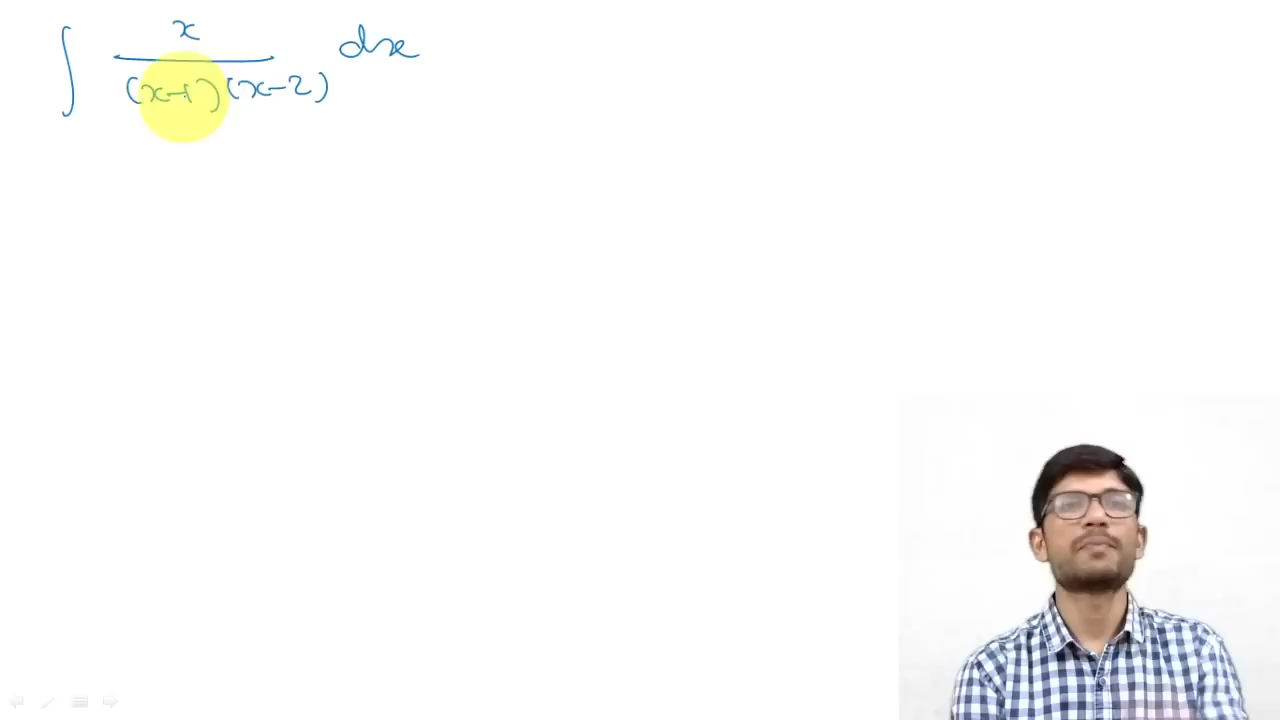 ∫ x / (x-1)(x-2) dx